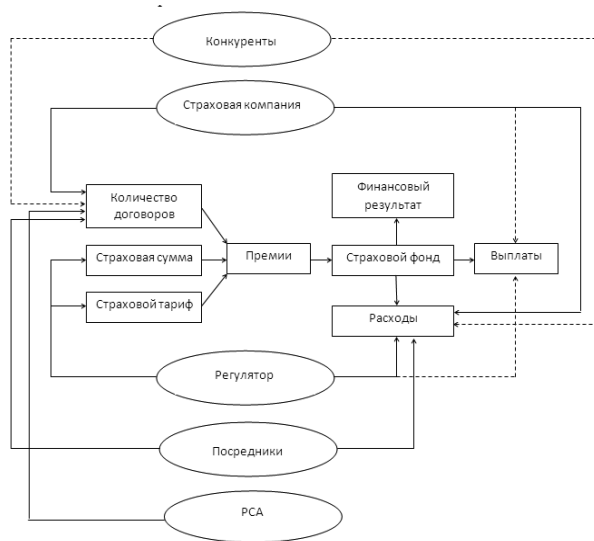 Конкуренты
Страховая компания
Количество
договоров
Финансовый
результат
Страховая сумма
Премии
Страховой фонд
Выплаты
Страховой тариф
Расходы
Регулятор
Посредники
РСА